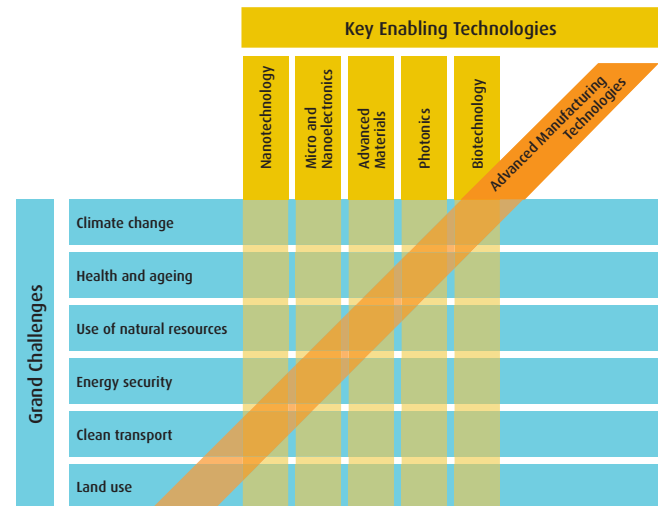 Key Enabling Technologies
Nanotechnology
Micro and
Nanoelectronics
Advanced
Materials
Photonics
Biotechnology
Advanced Manufacturing
Technologies
Grand Challenges
Climate change
Health and ageing
Use of natural resources
Energy security
Clean transport
Land use